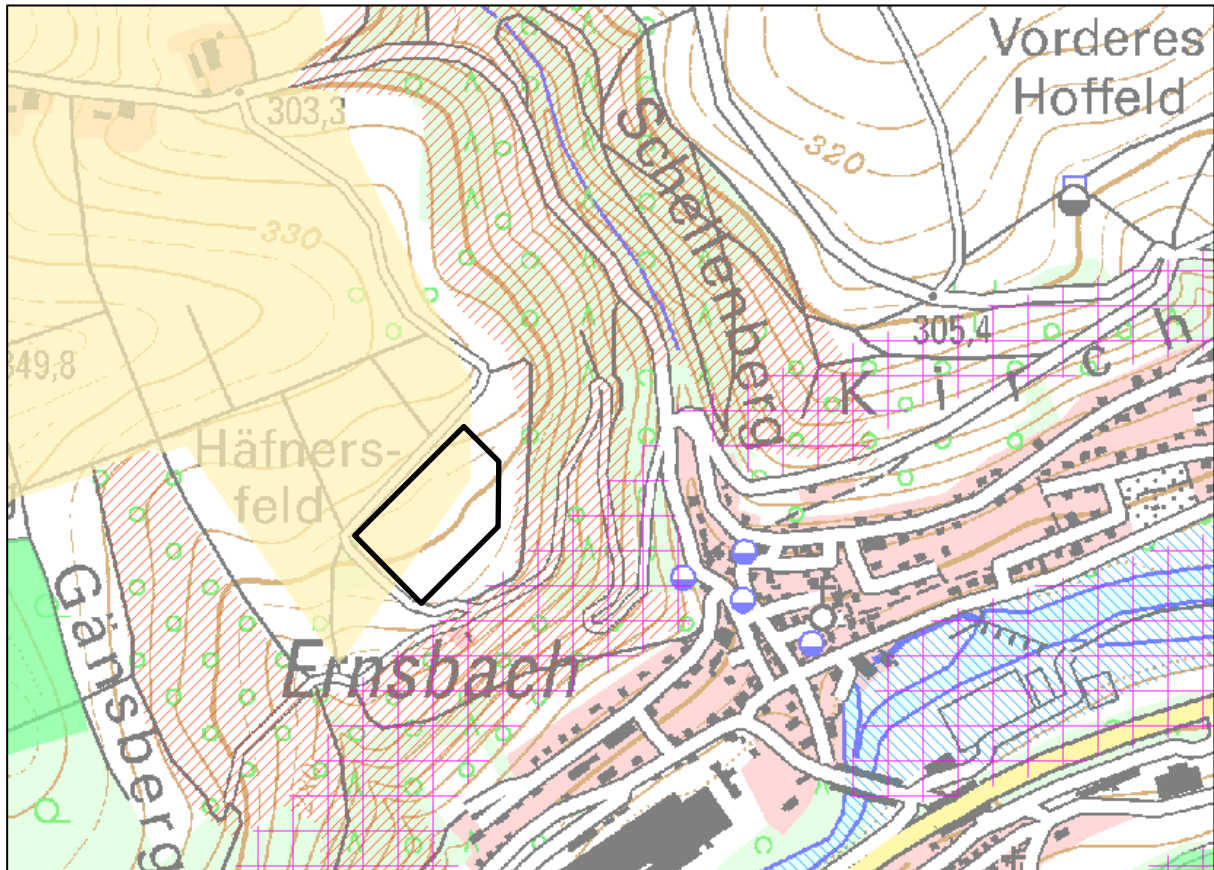 Vorderes
Hoffeld
303,3
Schellenberg
320
330
305,4
Kirch
349,8
Häfners-
feld
Gänsberg
Ernsbach